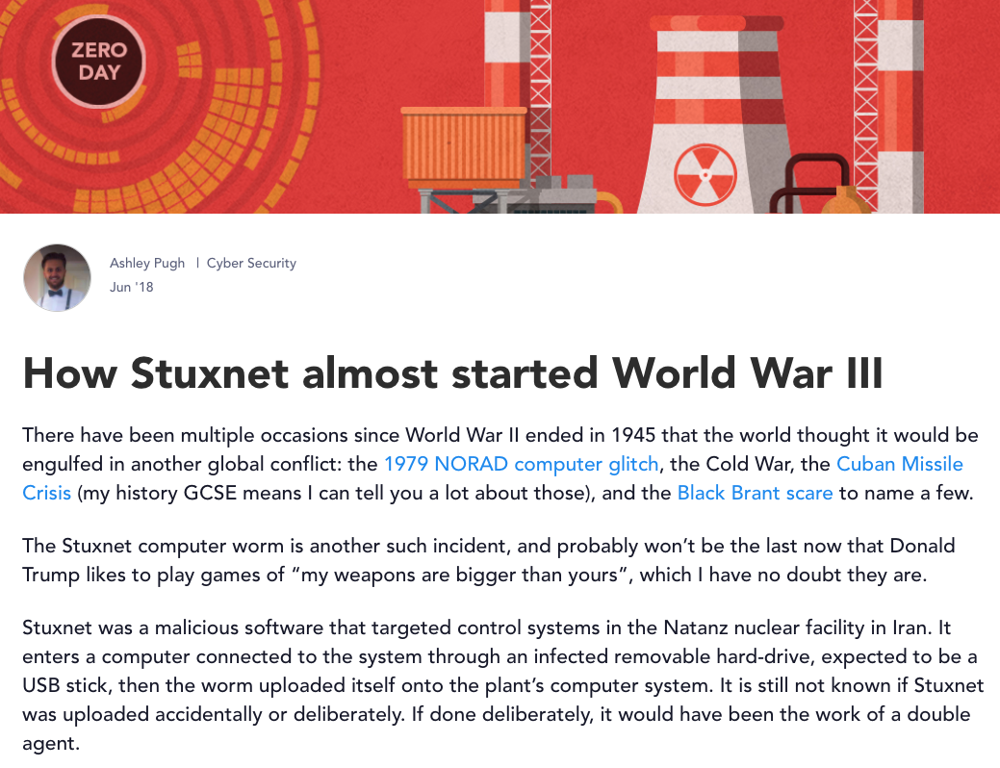 ZERO
DAY
Ashley Pugh | Cyber Security
Jun '18
How Stuxnet almost started World War III
There have been multiple occasions since World War II ended in 1945 that the world thought it would be
engulfed in another global conflict: the 1979 NORAD computer glitch, the Cold War, the Cuban Missile
Crisis (my history GCSE means I can tell you a lot about those), and the Black Brant scare to name a few.
The Stuxnet computer worm is another such incident, and probably won’t be the last now that Donald
Trump likes to play games of “my weapons are bigger than yours”, which I have no doubt they are.
Stuxnet was a malicious software that targeted control systems in the Natanz nuclear facility in Iran. It
enters a computer connected to the system through an infected removable hard-drive, expected to be a
USB stick, then the worm uploaded itself onto the plant’s computer system. It is still not known if Stuxnet
was uploaded accidentally or deliberately. If done deliberately, it would have been the work of a double
agent.